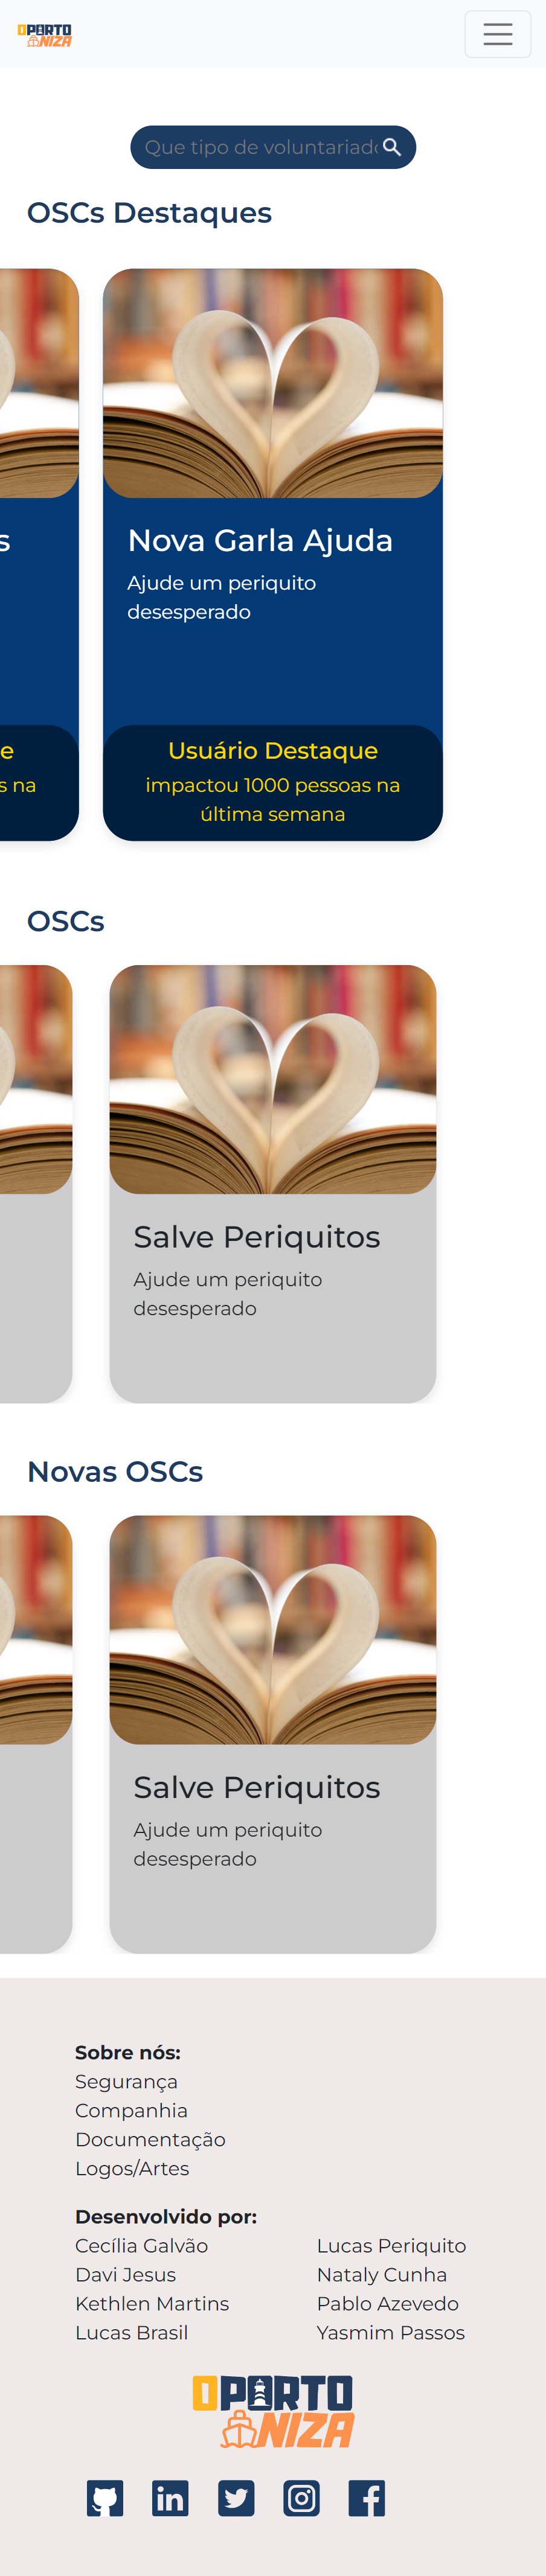 OPORTO
NIZA
Que tipo de voluntariad
OSCs Destaques
s
Nova Garla Ajuda
Ajude um periquito
desesperado
e
Usuário Destaque
s na
impactou 1000 pessoas na
última semana
OSCs
Salve Periquitos
Ajude um periquito
desesperado
Novas OSCs
Salve Periquitos
Ajude um periquito
desesperado
Sobre nós:
Segurança
Companhia
Documentação
Logos/Artes
Desenvolvido por:
Cecília Galvão
Lucas Periquito
Davi Jesus
Nataly Cunha
Kethlen Martins
Pablo Azevedo
Lucas Brasil
Yasmim Passos
OPORTO
NIZA
in